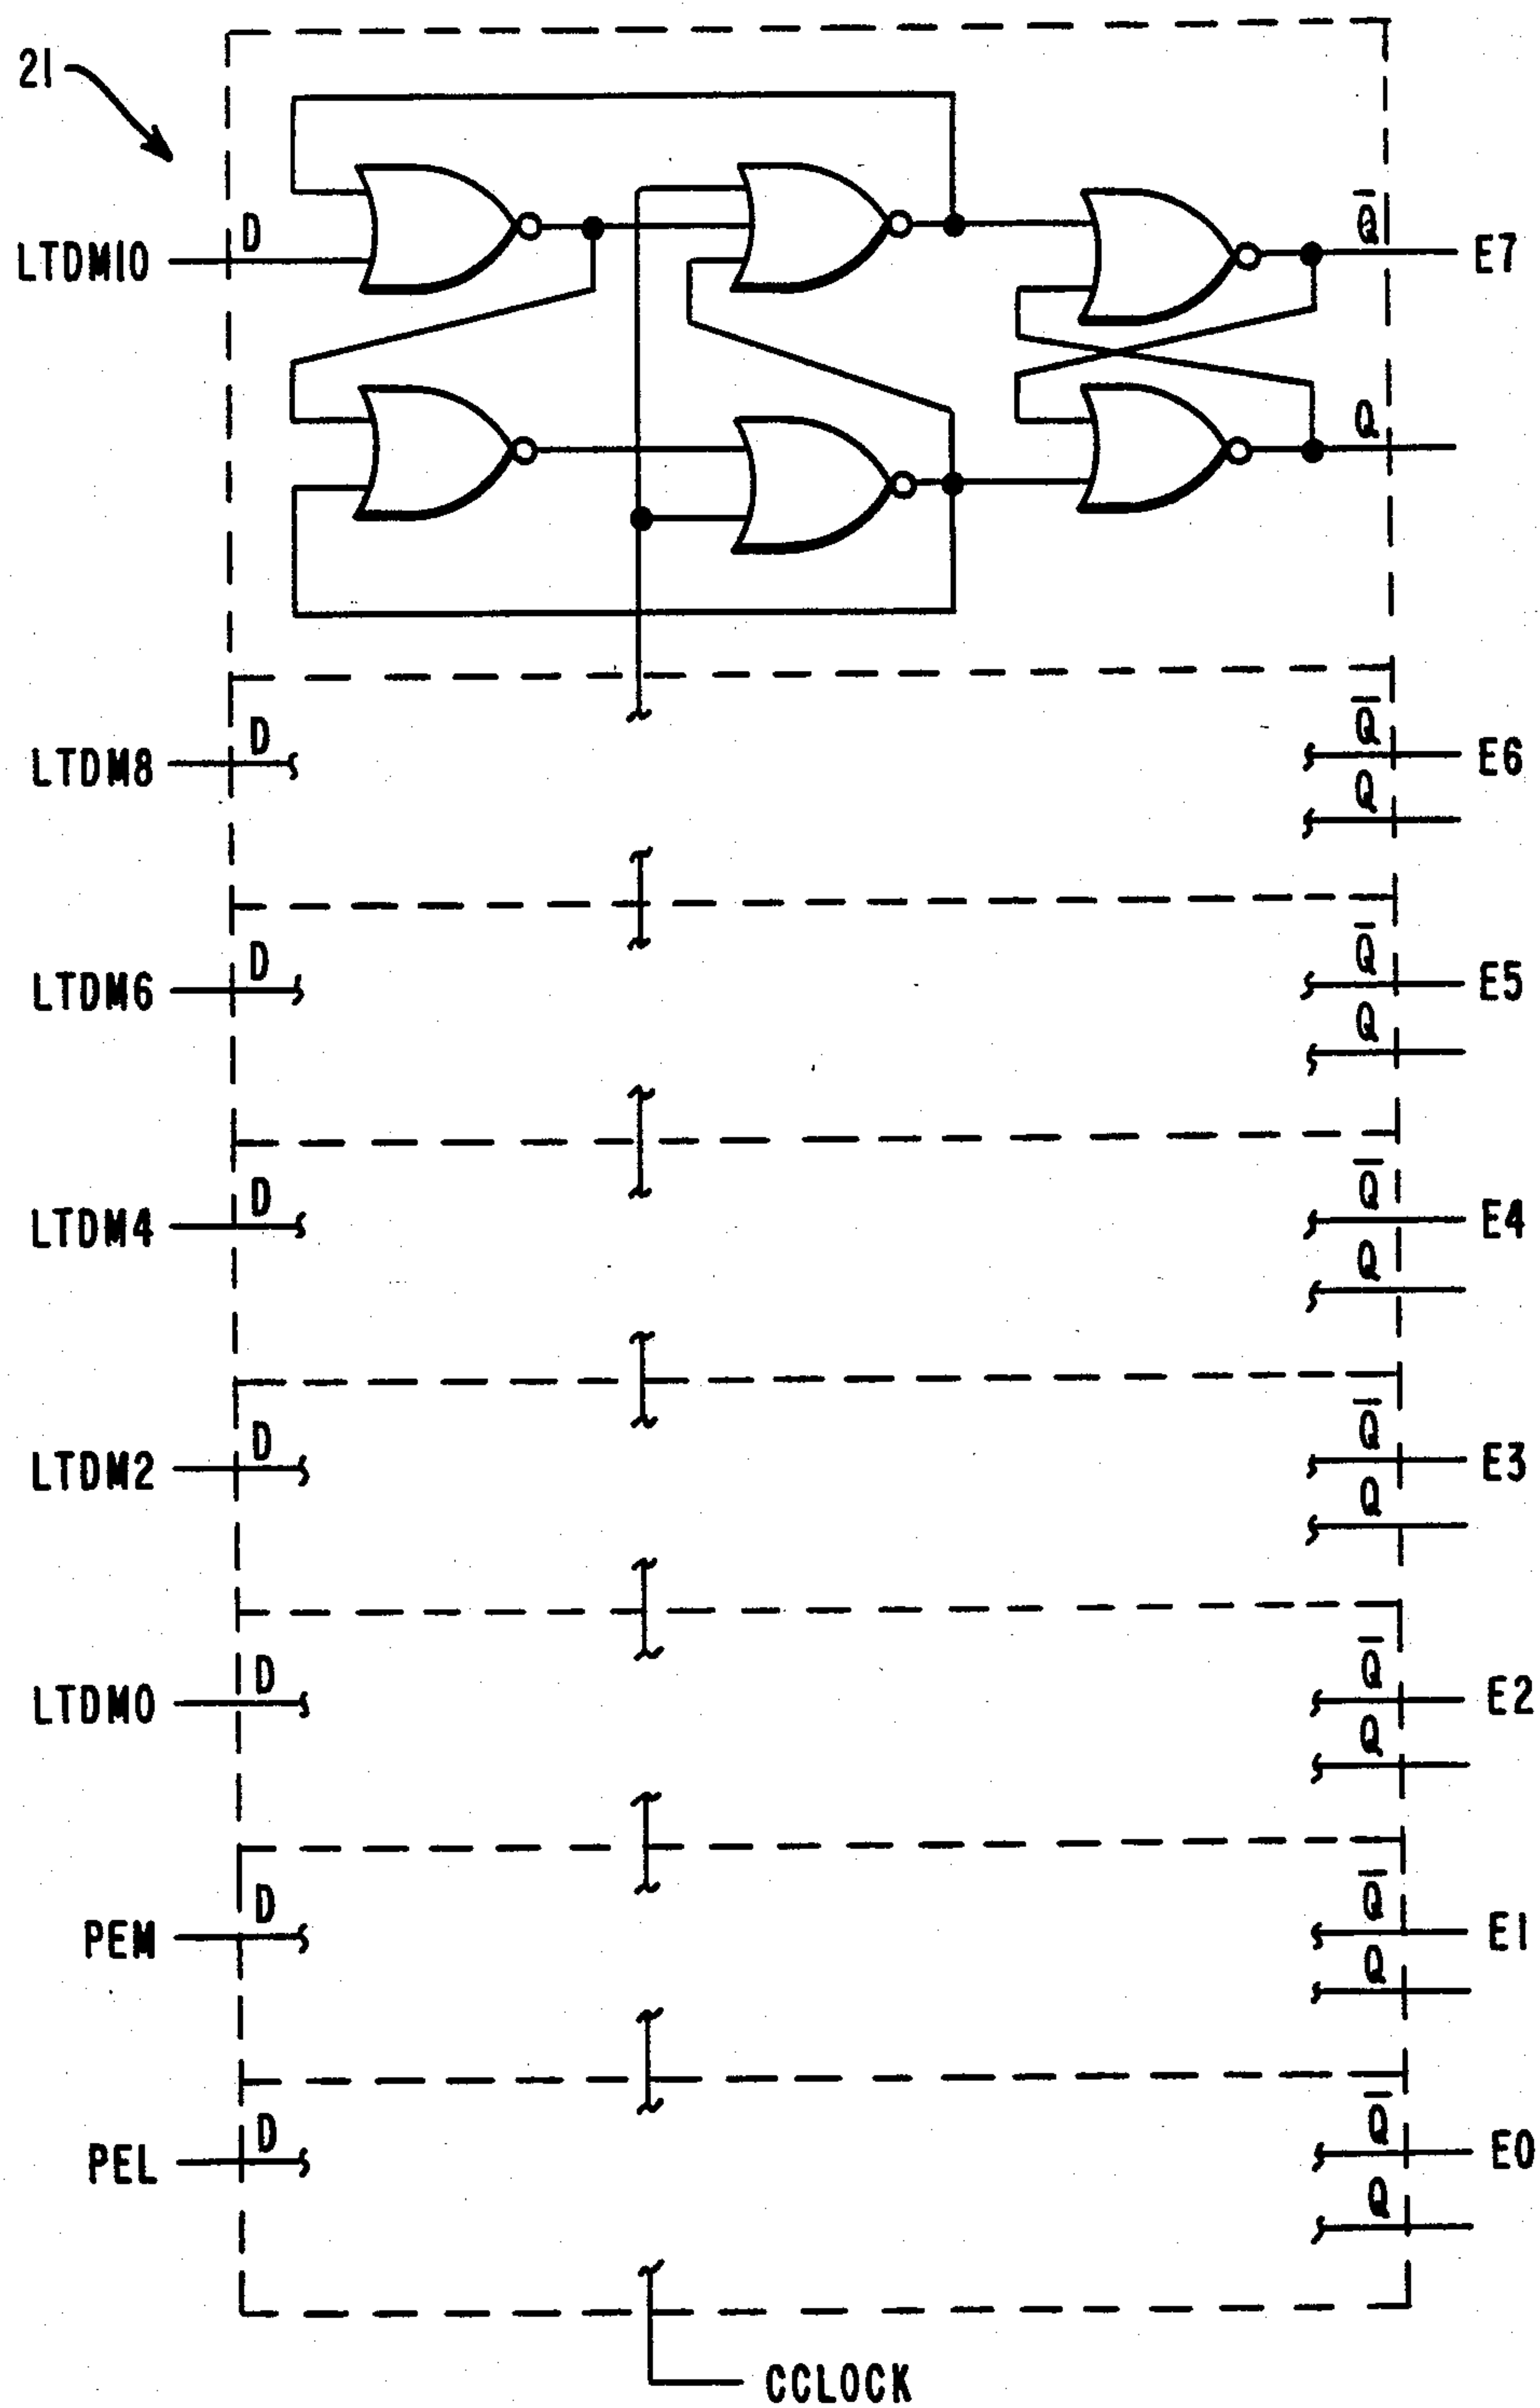 21
LTDM10 D Q̅ E7
Q
LTDM8 D Q̅ E6
Q
LTDM6 D Q̅ E5
Q
LTDM4 D Q̅ E4
Q
LTDM2 D Q̅ E3
Q
LTDM0 D Q̅ E2
Q
PEM D Q̅ E1
Q
PEL D Q̅ E0
Q
CCLOCK